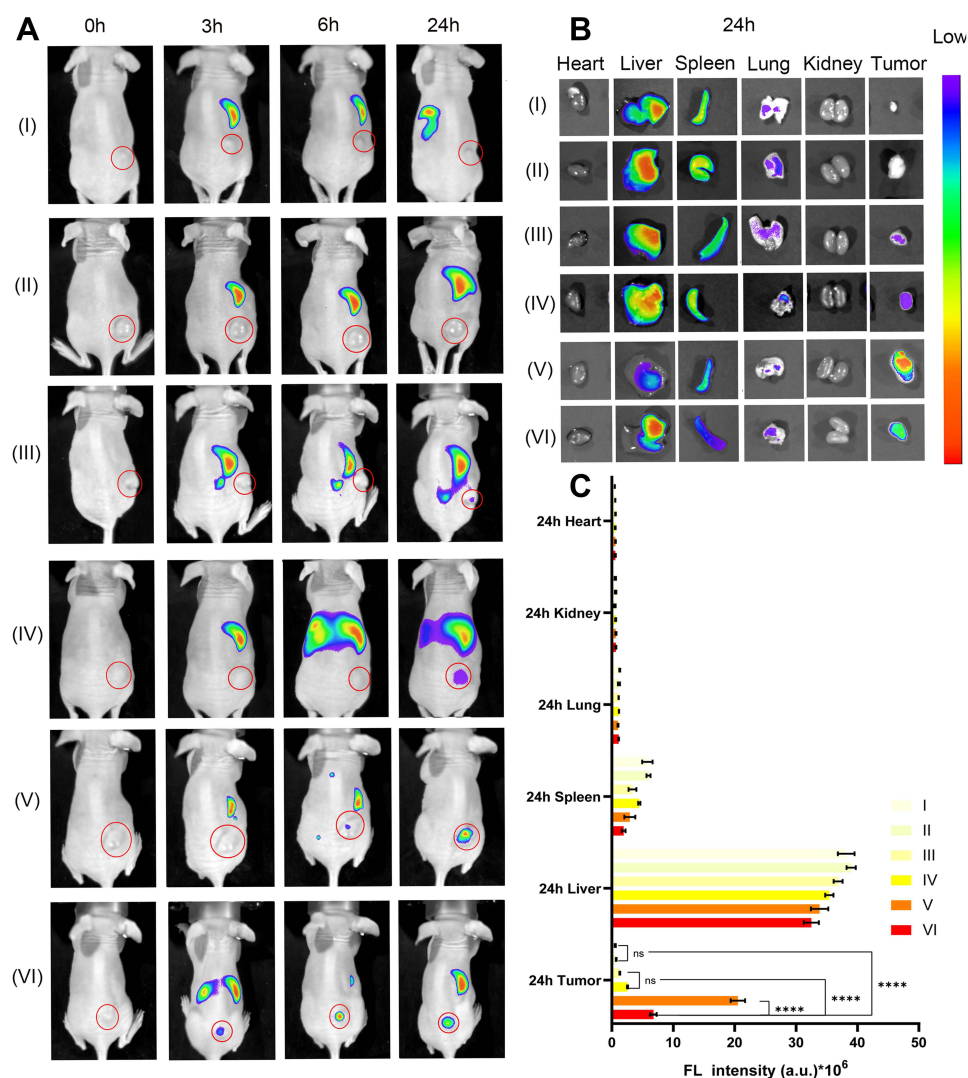 A
0h 3h 6h 24h
(I)
(II)
(III)
(IV)
(V)
(VI)
B
24h
Low
Heart Liver Spleen Lung Kidney Tumor
(I)
(II)
(III)
(IV)
(V)
(VI)
C
24h Heart
24h Kidney
24h Lung
24h Spleen
24h Liver
24h Tumor
I
II
III
IV
V
VI
ns
ns
****
****
****
0 10 20 30 40 50
FL intensity (a.u.)*10⁶